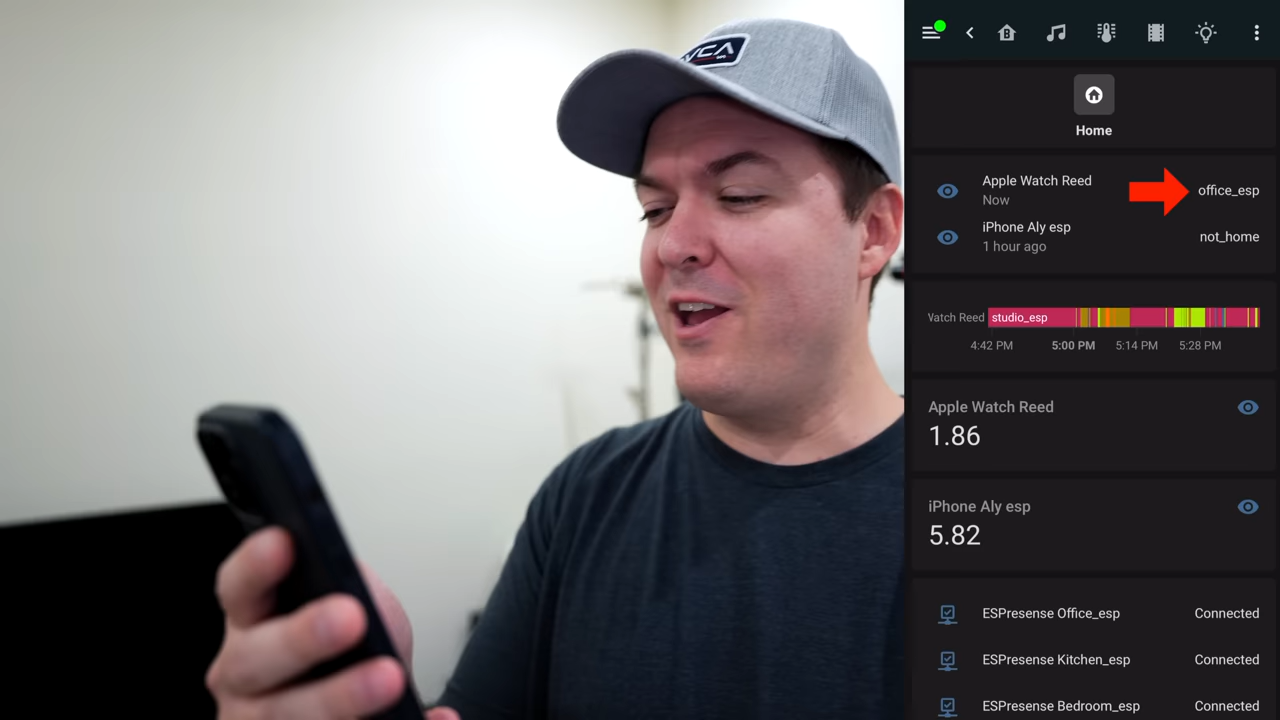 VCA
Home
Apple Watch Reed
Now
office_esp
iPhone Aly esp
1 hour ago
not_home
Vatch Reed
studio_esp
4:42 PM 5:00 PM 5:14 PM 5:28 PM
Apple Watch Reed
1.86
iPhone Aly esp
5.82
ESPresense Office_esp Connected
ESPresense Kitchen_esp Connected
ESPresense Bedroom_esp Connected